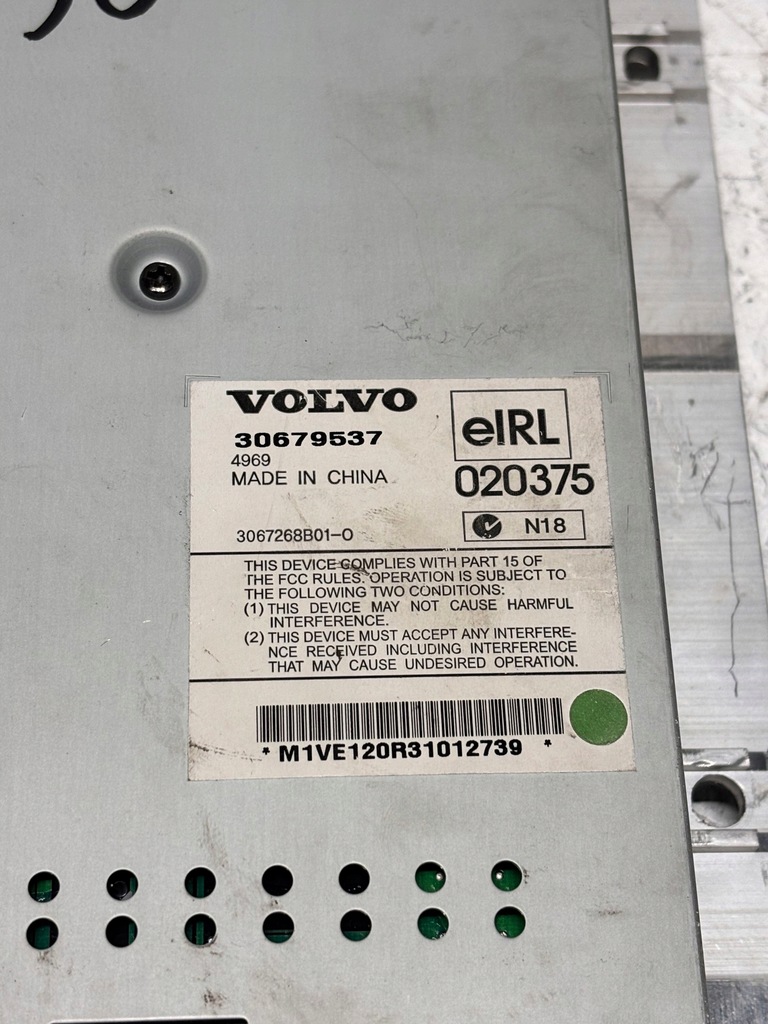 VOLVO
30679537
4969
MADE IN CHINA
eIRL
020375
3067268B01-0
N18
THIS DEVICE COMPLIES WITH PART 15 OF
THE FCC RULES. OPERATION IS SUBJECT TO
THE FOLLOWING TWO CONDITIONS:
(1) THIS DEVICE MAY NOT CAUSE HARMFUL
INTERFERENCE.
(2) THIS DEVICE MUST ACCEPT ANY INTERFERE-
NCE RECEIVED INCLUDING INTERFERENCE
THAT MAY CAUSE UNDESIRED OPERATION.
* M1VE120R31012739 *